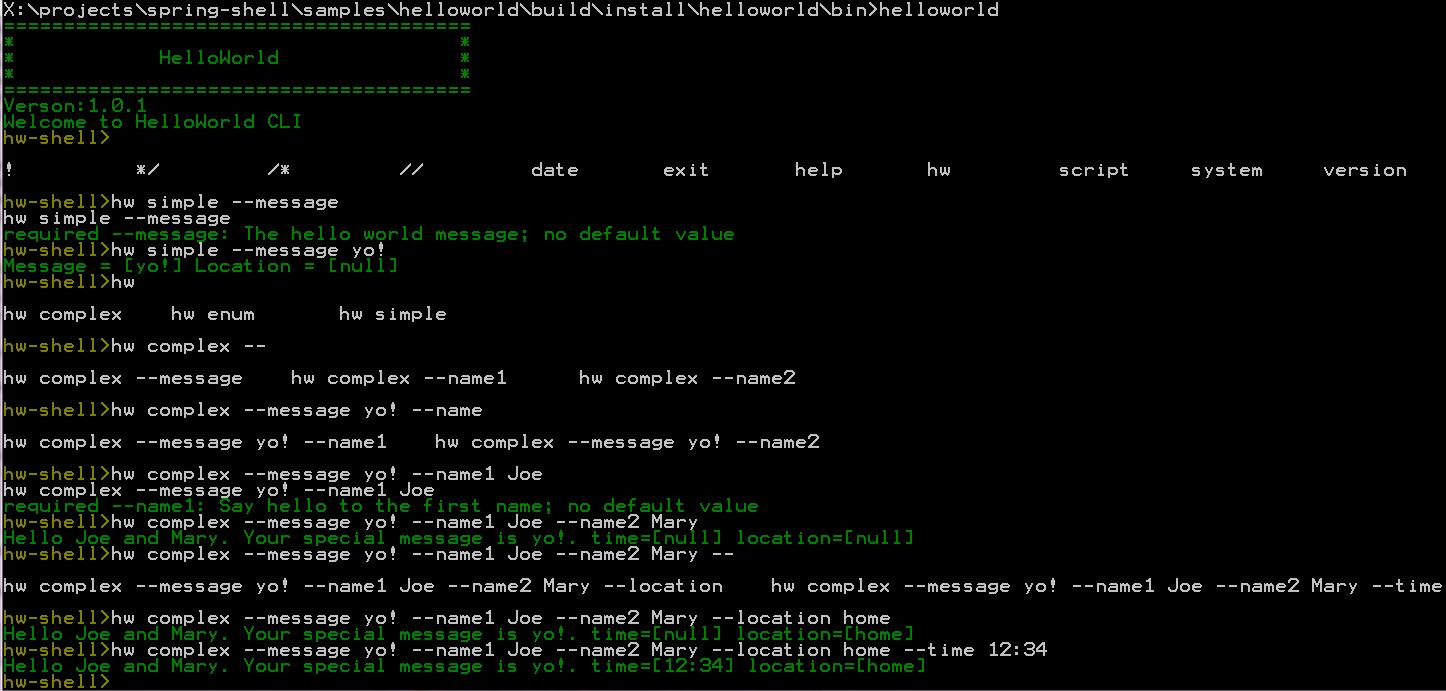 X:\projects\spring-shell\samples\helloworld\build\install\helloworld\bin>helloworld
=======================================
*                                     *
*            HelloWorld               *
*                                     *
=======================================
Verson:1.0.1
Welcome to HelloWorld CLI
hw-shell>
!          */         /*         //         date       exit       help       hw         script     system     version
hw-shell>hw simple --message
hw simple --message
required --message: The hello world message; no default value
hw-shell>hw simple --message yo!
Message = [yo!] Location = [null]
hw-shell>hw
hw complex    hw enum       hw simple
hw-shell>hw complex --
hw complex --message    hw complex --name1      hw complex --name2
hw-shell>hw complex --message yo! --name
hw complex --message yo! --name1    hw complex --message yo! --name2
hw-shell>hw complex --message yo! --name1 Joe
hw complex --message yo! --name1 Joe
required --name1: Say hello to the first name; no default value
hw-shell>hw complex --message yo! --name1 Joe --name2 Mary
Hello Joe and Mary. Your special message is yo!. time=[null] location=[null]
hw-shell>hw complex --message yo! --name1 Joe --name2 Mary --
hw complex --message yo! --name1 Joe --name2 Mary --location    hw complex --message yo! --name1 Joe --name2 Mary --time
hw-shell>hw complex --message yo! --name1 Joe --name2 Mary --location home
Hello Joe and Mary. Your special message is yo!. time=[null] location=[home]
hw-shell>hw complex --message yo! --name1 Joe --name2 Mary --location home --time 12:34
Hello Joe and Mary. Your special message is yo!. time=[12:34] location=[home]
hw-shell>